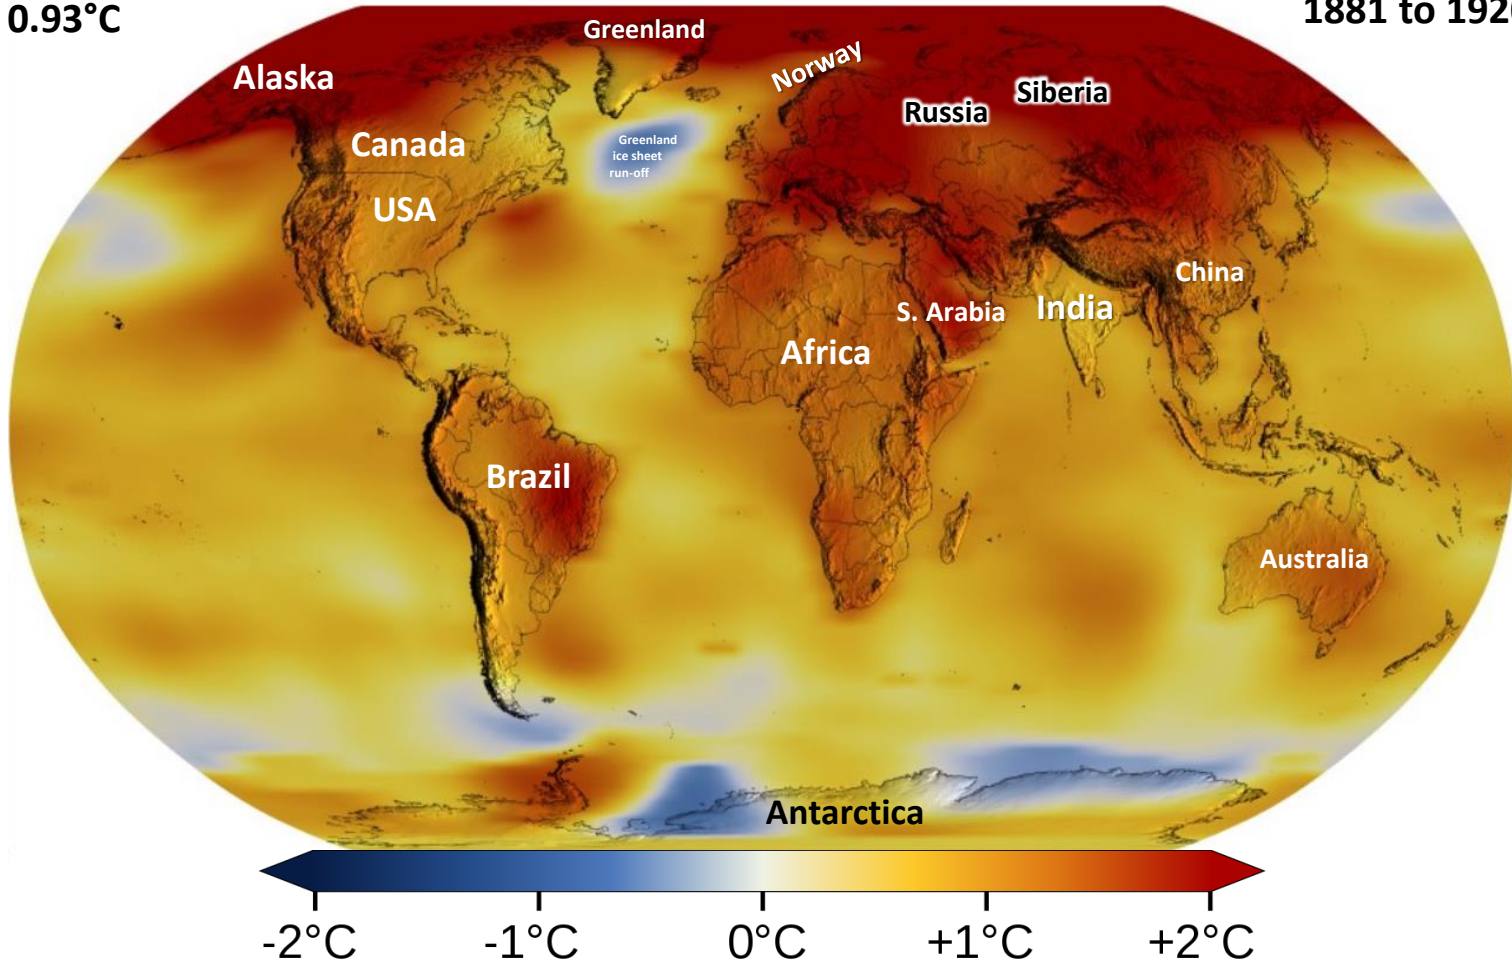 0.93°C
1881 to 192
Greenland
Norway
Alaska
Siberia
Russia
Canada
Greenland
ice sheet
run-off
USA
China
India
S. Arabia
Africa
Brazil
Australia
Antarctica
-2°C -1°C 0°C +1°C +2°C